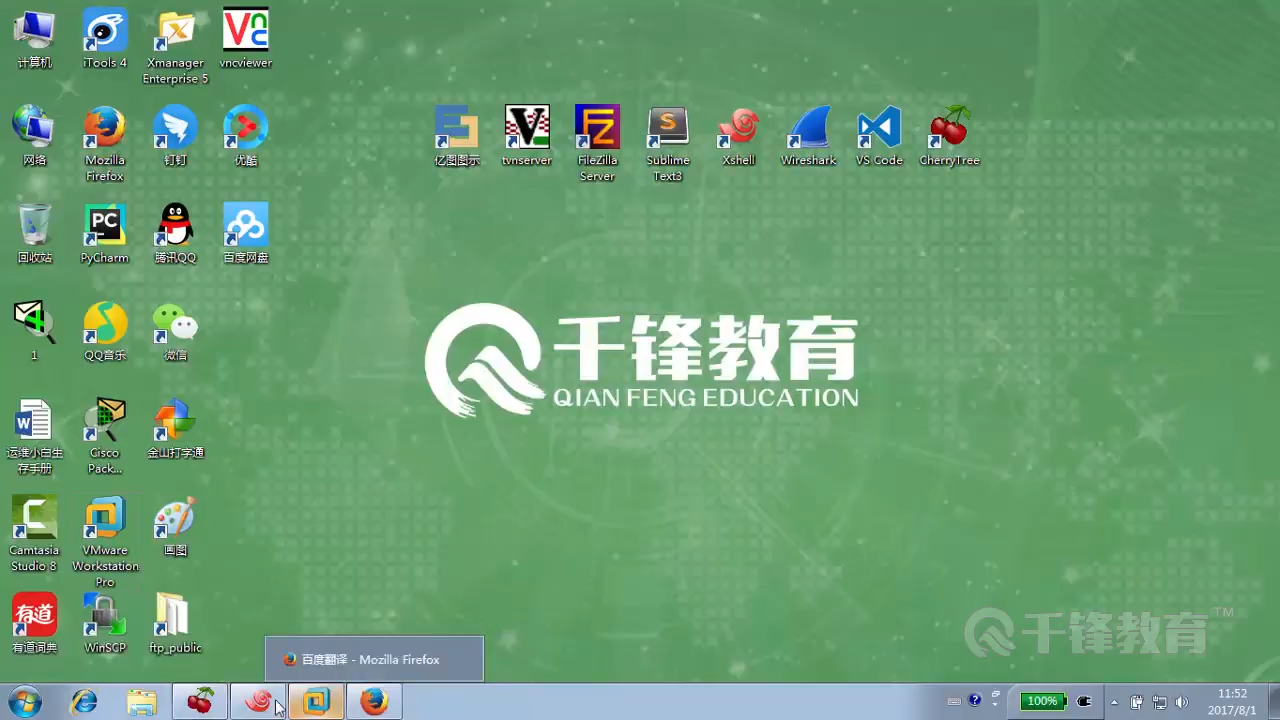 计算机
iTools 4
Xmanager
Enterprise 5
vncviewer
网络
Mozilla
Firefox
钉钉
优酷
亿图图示
tvnserver
FileZilla
Server
Sublime
Text3
Xshell
Wireshark
VS Code
CherryTree
回收站
PyCharm
腾讯QQ
百度网盘
1
QQ音乐
微信
千锋教育
QIAN FENG EDUCATION
运维小白生
存手册
Cisco
Pack...
金山打字通
Camtasia
Studio 8
VMware
Workstation
Pro
画图
有道
有道词典
WinSCP
ftp_public
千锋教育™
百度翻译 - Mozilla Firefox
100%
11:52
2017/8/1